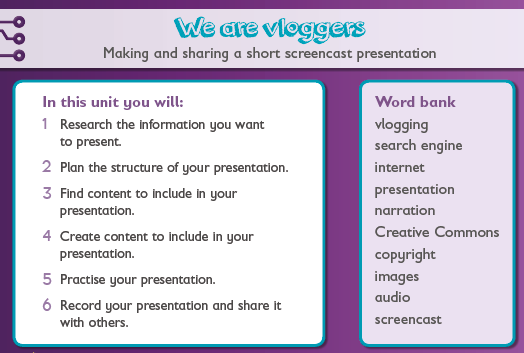 We are vloggers
Making and sharing a short screencast presentation
In this unit you will:
1 Research the information you want
to present.
2 Plan the structure of your presentation.
3 Find content to include in your
presentation.
4 Create content to include in your
presentation.
5 Practise your presentation.
6 Record your presentation and share it
with others.
Word bank
vlogging
search engine
internet
presentation
narration
Creative Commons
copyright
images
audio
screencast